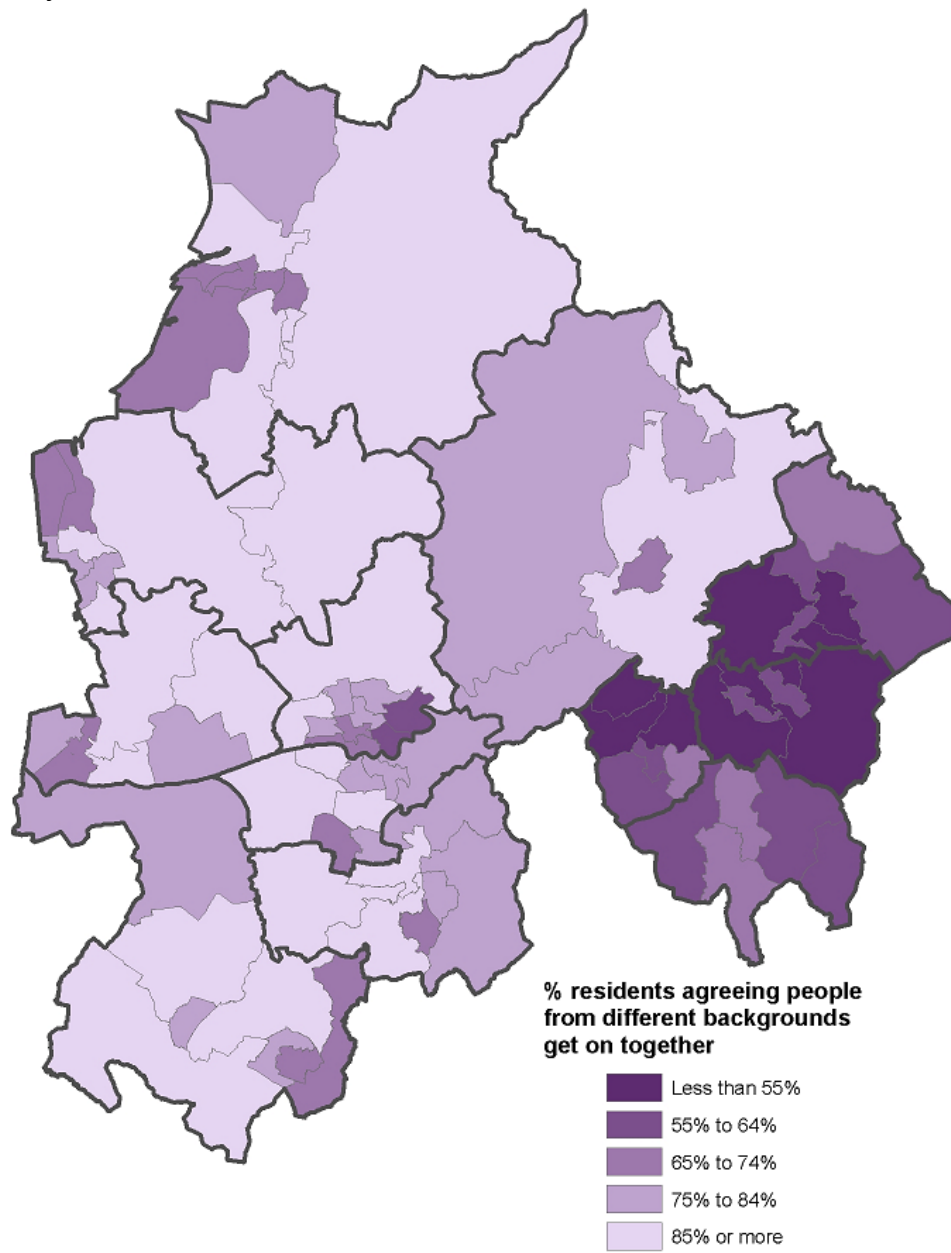 % residents agreeing people
from different backgrounds
get on together
Less than 55%
55% to 64%
65% to 74%
75% to 84%
85% or more